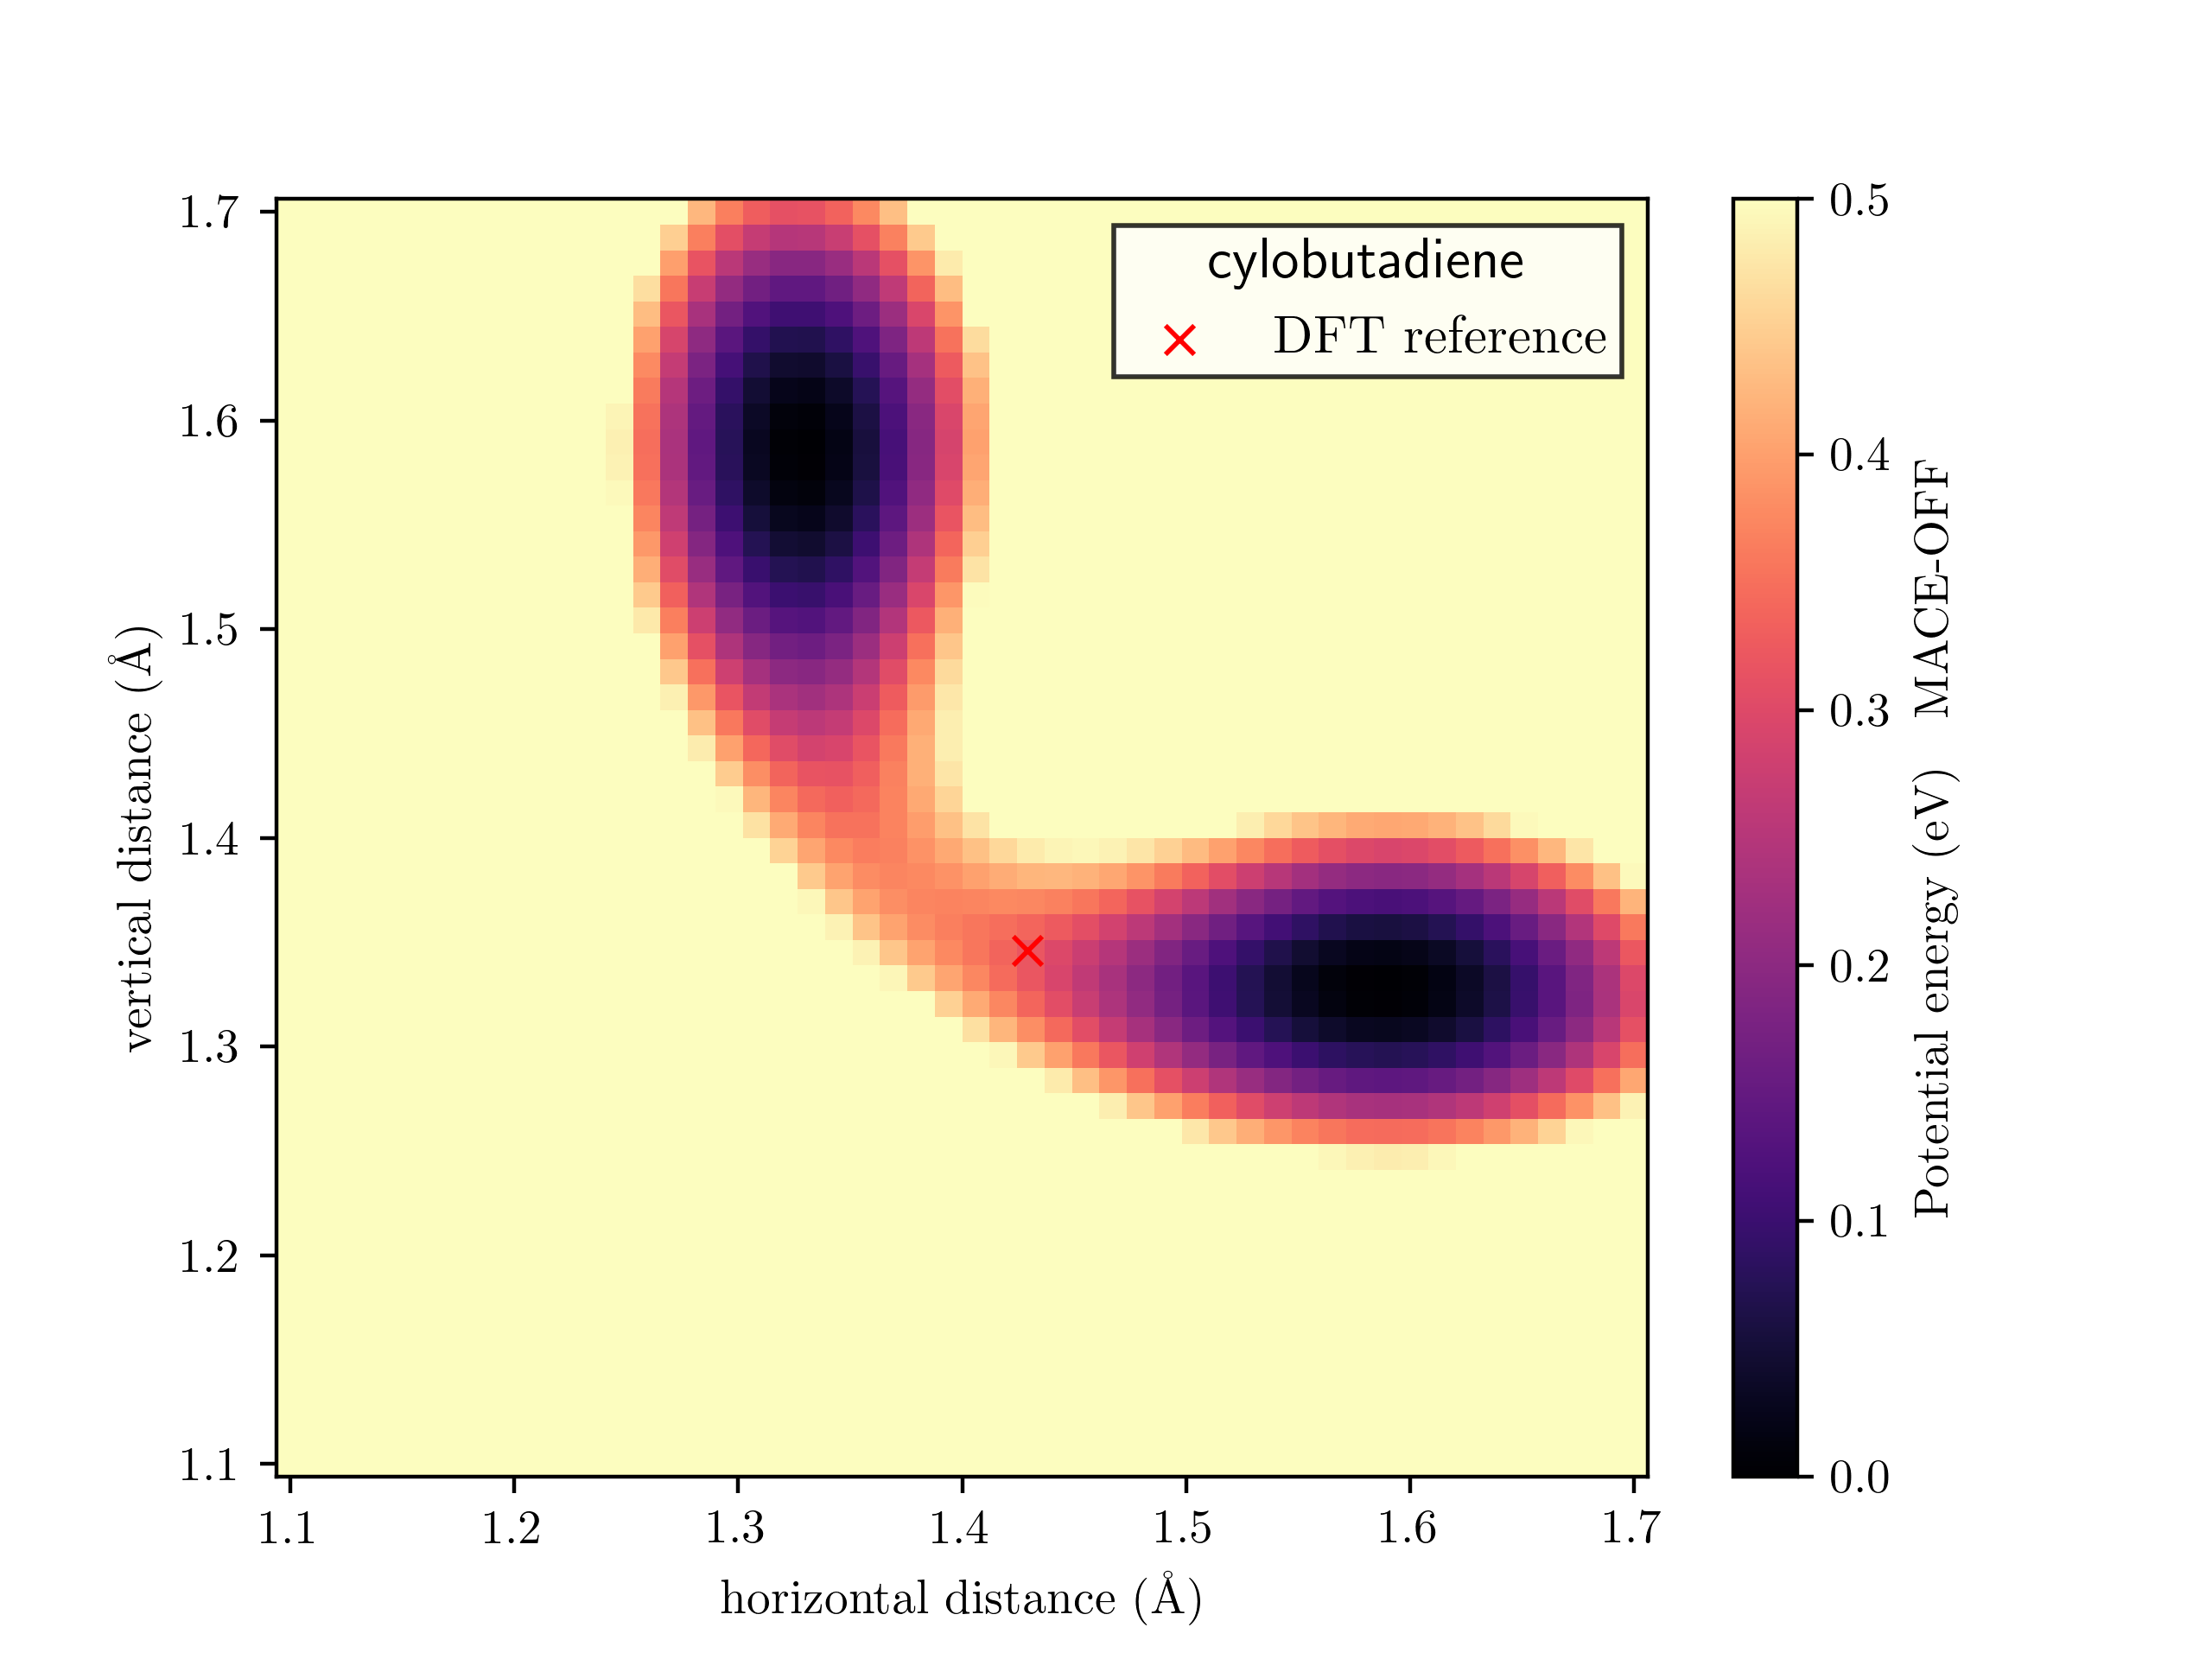 cylobutadiene
DFT reference
1.7
1.6
1.5
1.4
1.3
1.2
1.1
vertical distance (Å)
1.1 1.2 1.3 1.4 1.5 1.6 1.7
horizontal distance (Å)
0.5
0.4
0.3
0.2
0.1
0.0
Potential energy (eV) MACE-OFF